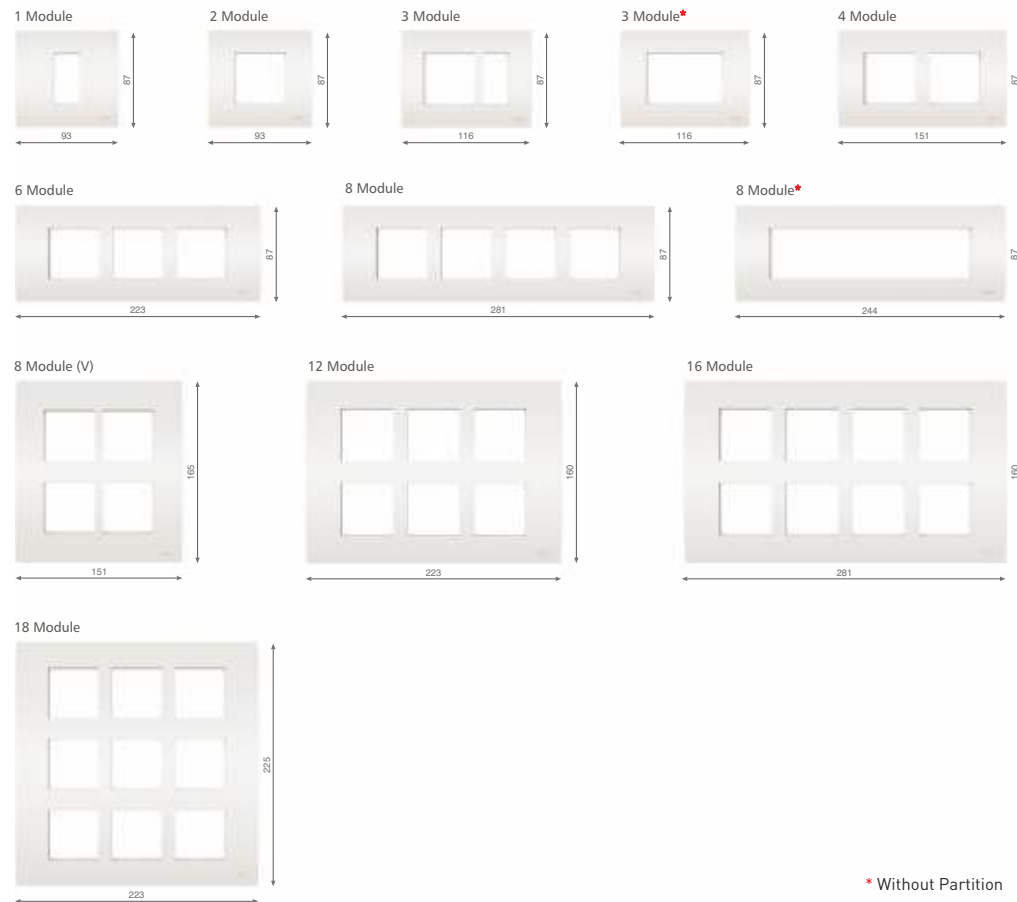 1 Module
2 Module
3 Module
3 Module*
4 Module
87
87
87
87
87
93
93
116
116
151
6 Module
8 Module
8 Module*
87
87
87
223
281
244
8 Module (V)
12 Module
16 Module
165
160
160
151
223
281
18 Module
225
223
* Without Partition